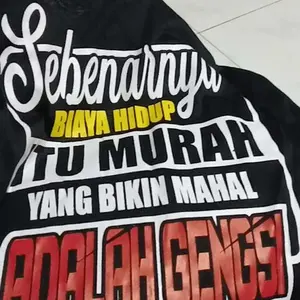 Sebenarnya
BIAYA HIDUP
ITU MURAH
YANG BIKIN MAHAL
ADALAH GENGSI